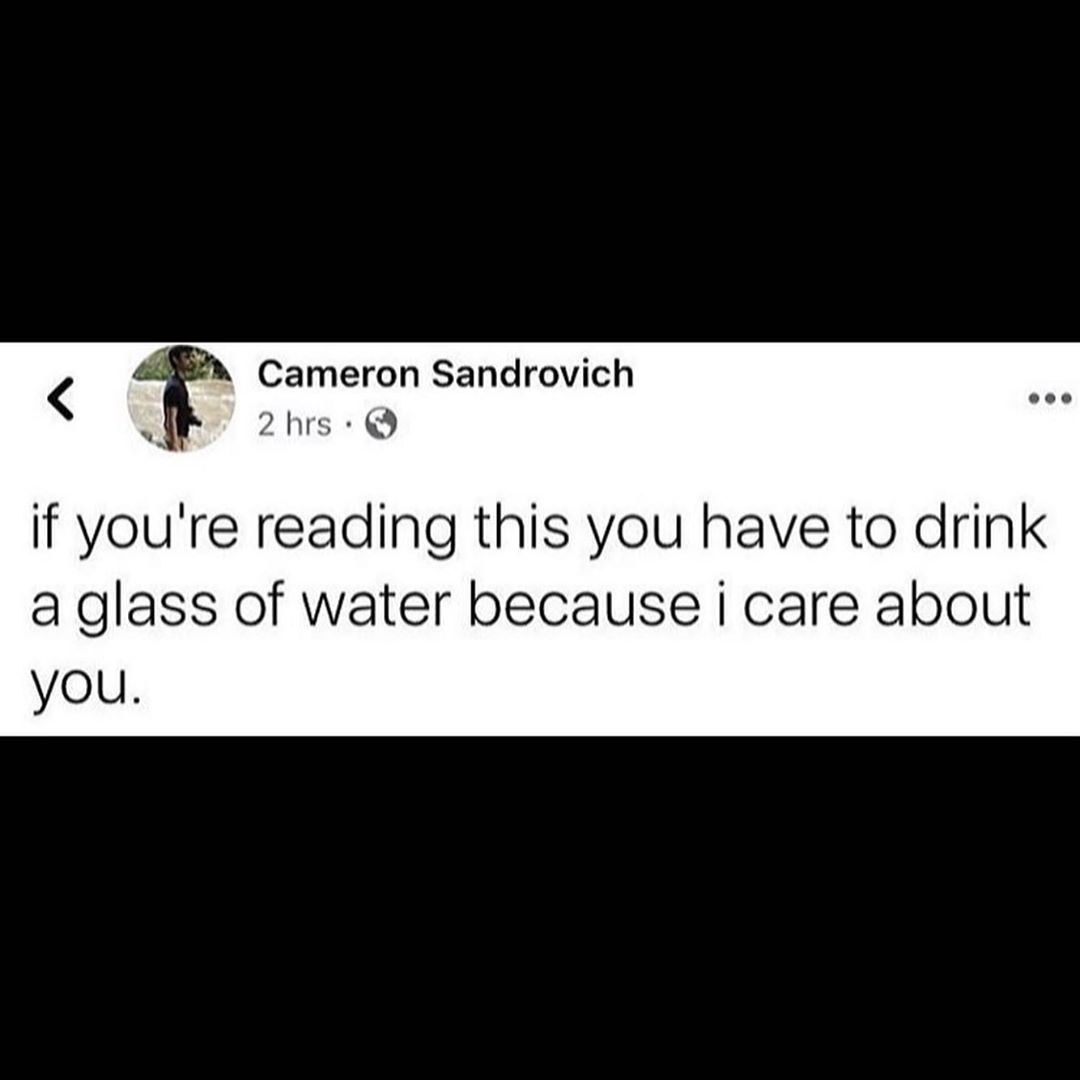 Cameron Sandrovich
2 hrs ·
if you're reading this you have to drink
a glass of water because i care about
you.